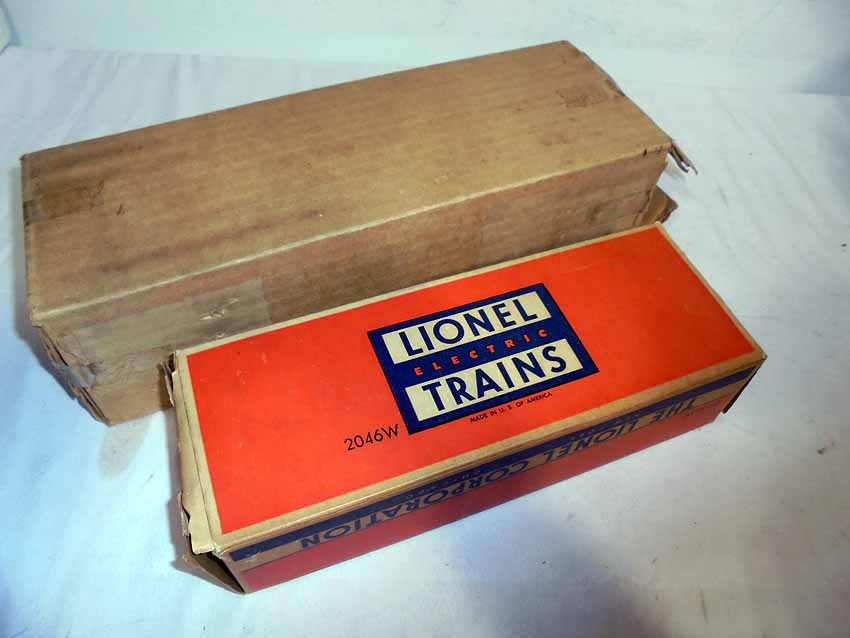 LIONEL
ELECTRIC
TRAINS
2046W
MADE IN U. S. OF AMERICA
THE LIONEL CORPORATION